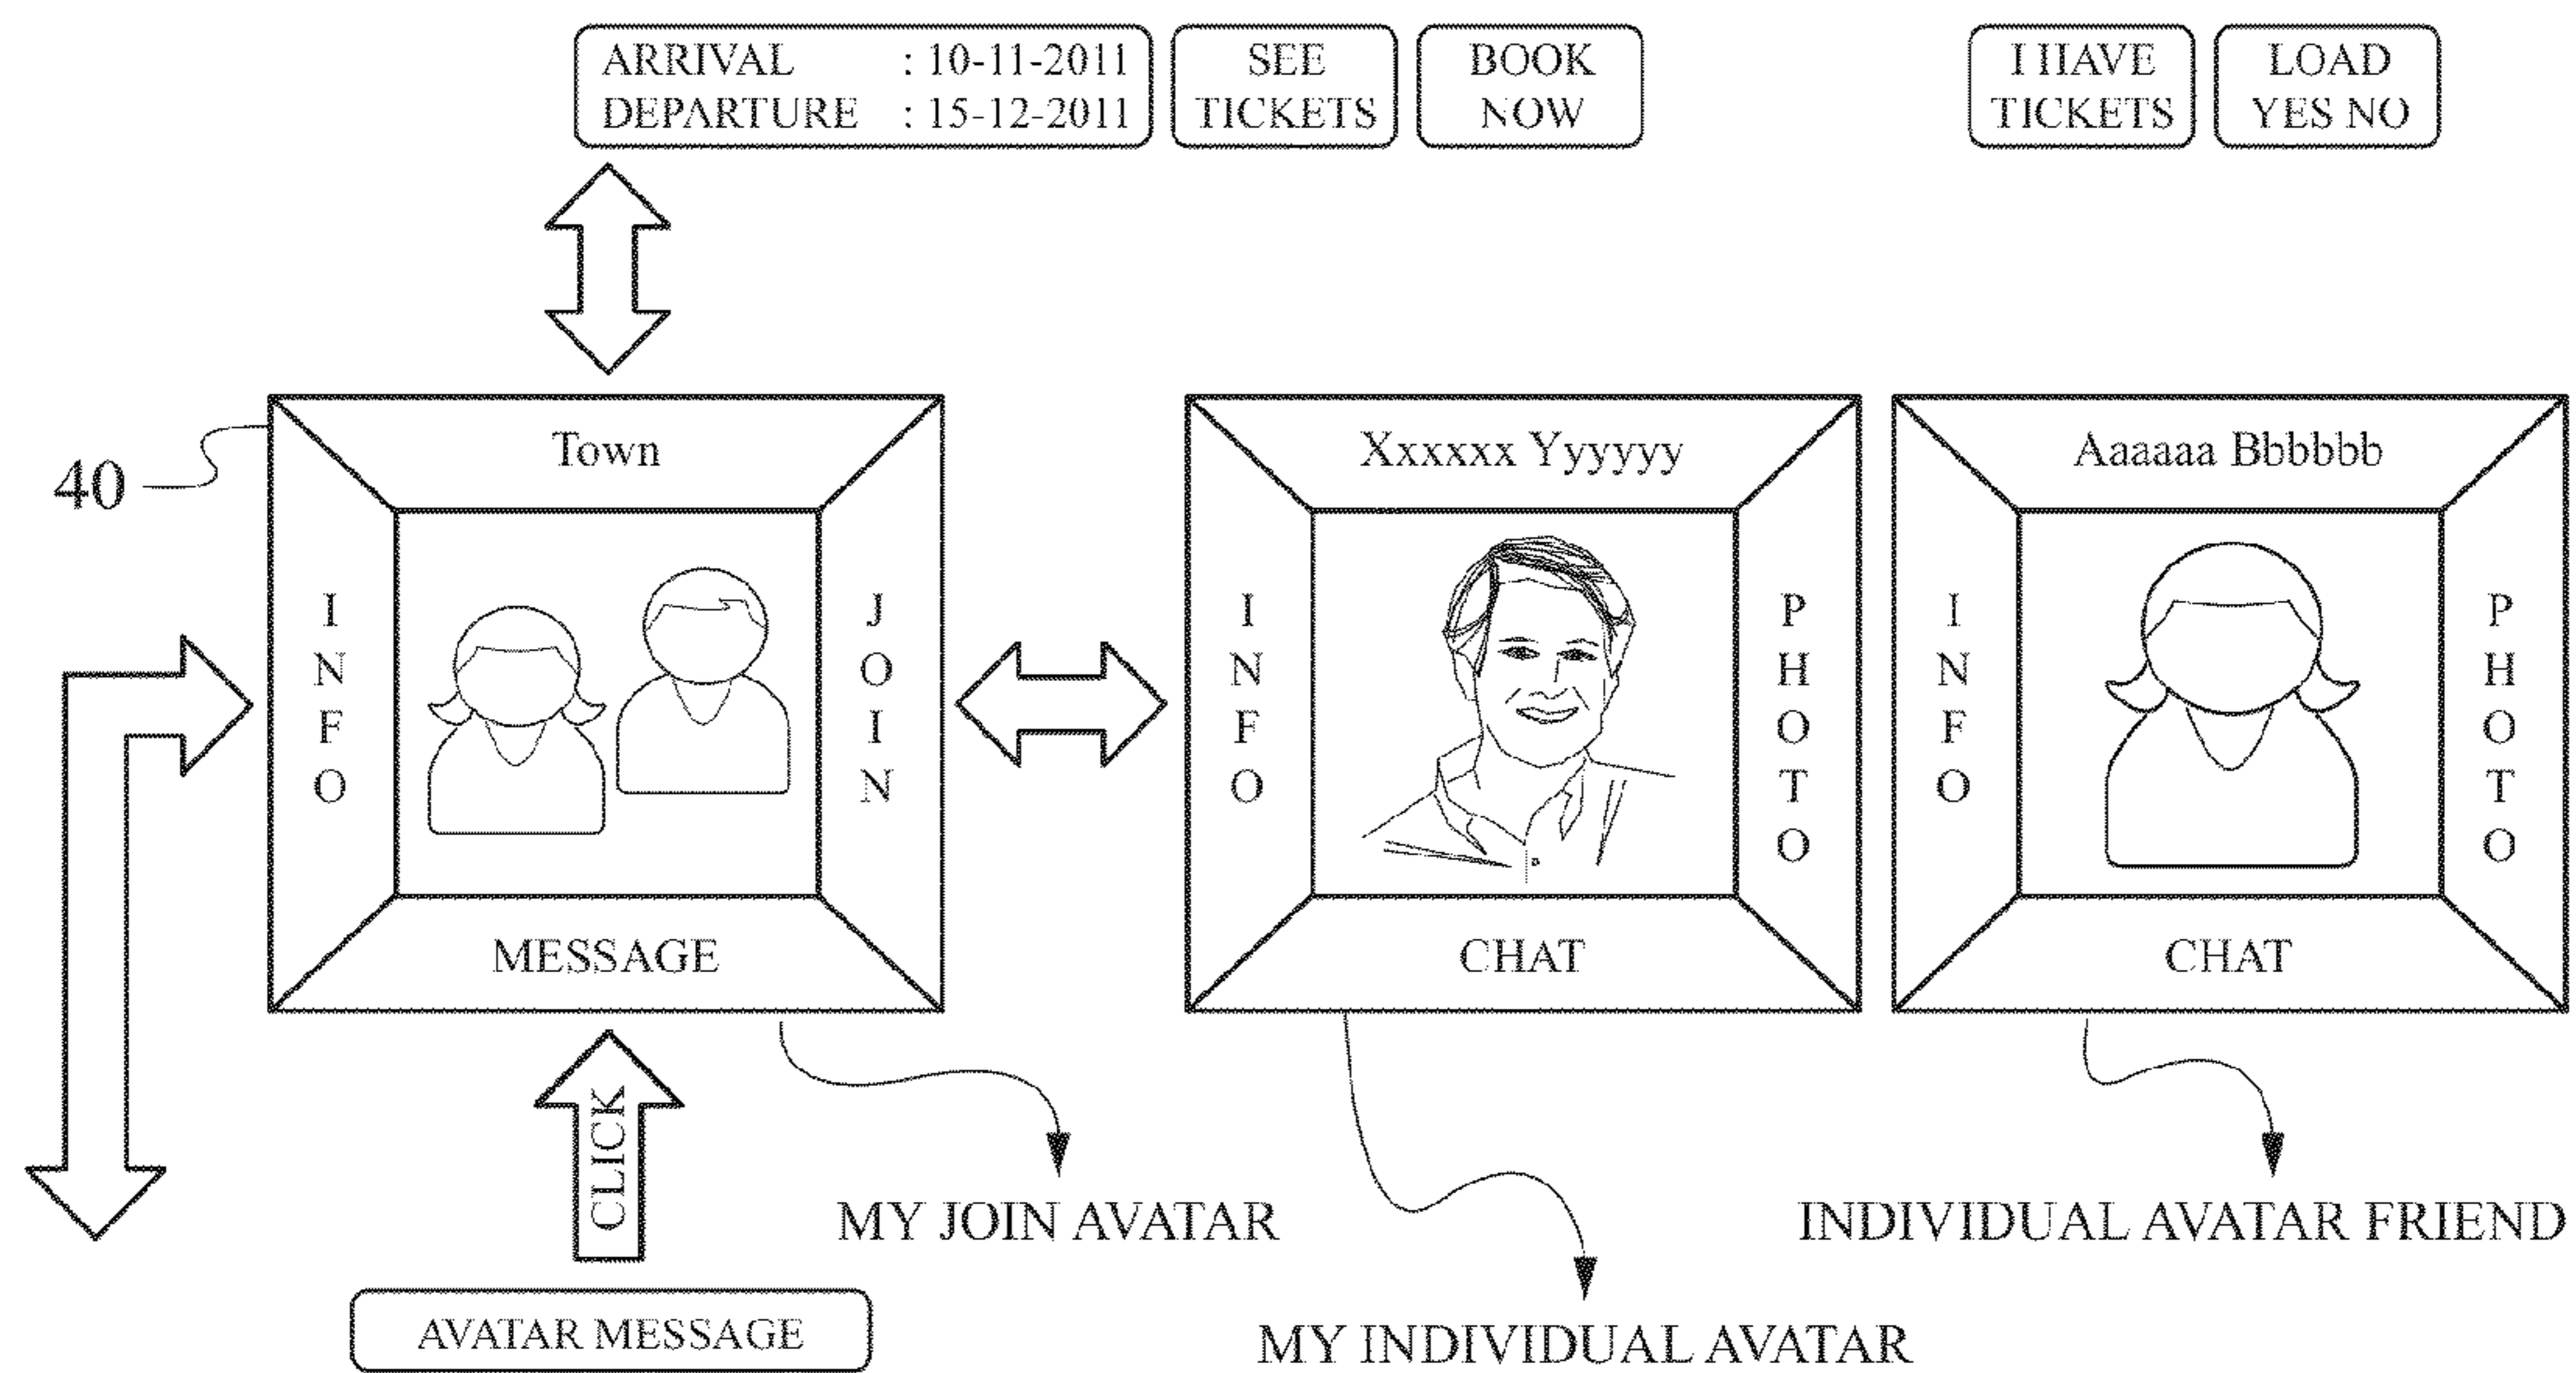 ARRIVAL : 10-11-2011
DEPARTURE : 15-12-2011
SEE
TICKETS
BOOK
NOW
I HAVE
TICKETS
LOAD
YES NO
40
Town
INFO
JOIN
MESSAGE
Xxxxxx Yyyyyy
INFO
PHOTO
CHAT
Aaaaaa Bbbbbb
INFO
PHOTO
CHAT
CLICK
MY JOIN AVATAR
INDIVIDUAL AVATAR FRIEND
AVATAR MESSAGE
MY INDIVIDUAL AVATAR